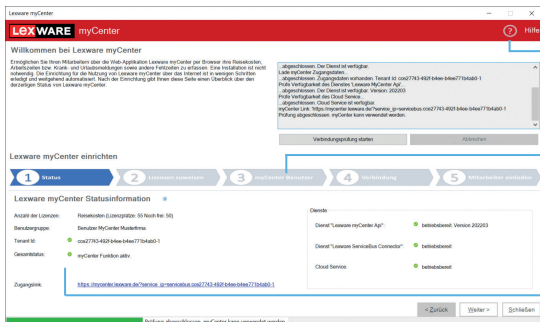 Lexware myCenter
LEXWARE myCenter
Hilfe
Willkommen bei Lexware myCenter
Ermöglichen Sie Ihren Mitarbeitern über die Web-Applikation Lexware myCenter per Browser ihre Reisekosten,
Arbeitszeiten bzw. Krank- und Urlaubsmeldungen sowie andere Fehlzeiten zu erfassen. Eine Installation ist nicht
notwendig. Die Einrichtung für die Nutzung von Lexware myCenter über das Internet ist in wenigen Schritten
erledigt und weitgehend automatisiert. Nach der Einrichtung gibt Ihnen diese Seite einen Überblick über den
derzeitigen Status von Lexware myCenter.
...abgeschlossen. Der Dienst ist verfügbar.
Lade myCenter Zugangsdaten...
...abgeschlossen. Zugangsdaten vorhanden. Tenant Id: coe27743-492f-b4ee-b4ee771b4ab0-1
Prüfe Verfügbarkeit des Dienstes 'Lexware myCenter Api'...
...abgeschlossen. Der Dienst ist verfügbar. Version: 202203
Prüfe Verfügbarkeit des Cloud Service...
...abgeschlossen. Cloud Service ist verfügbar.
myCenter Link: 'https://mycenter.lexware.de/?service_ip=servicebus:coe27743-492f-b4ee-b4ee771b4ab0-1
Prüfung abgeschlossen. myCenter kann verwendet werden.
Verbindungsprüfung starten
Abbrechen
Lexware myCenter einrichten
1 Status
2 Lizenzen zuweisen
3 myCenter Benutzer
4 Verbindung
5 Mitarbeiter einladen
Lexware myCenter Statusinformation
Anzahl der Lizenzen: Reisekosten (Lizenzplätze: 55 Noch frei: 50)
Benutzergruppe: Benutzer MyCenter Musterfirma
Tenant Id: coe27743-492f-b4ee-b4ee771b4ab0-1
Gesamtstatus: myCenter Funktion aktiv
Zugangslink: https://mycenter.lexware.de/?service_ip=servicebus:coe27743-492f-b4ee-b4ee771b4ab0-1
Dienste
Dienst "Lexware myCenter Api": betriebsbereit. Version 202203
Dienst "Lexware ServiceBus Connector": betriebsbereit
Cloud Service: betriebsbereit
< Zurück
Weiter >
Schließen
Prüfung abgeschlossen. myCenter kann verwendet werden.